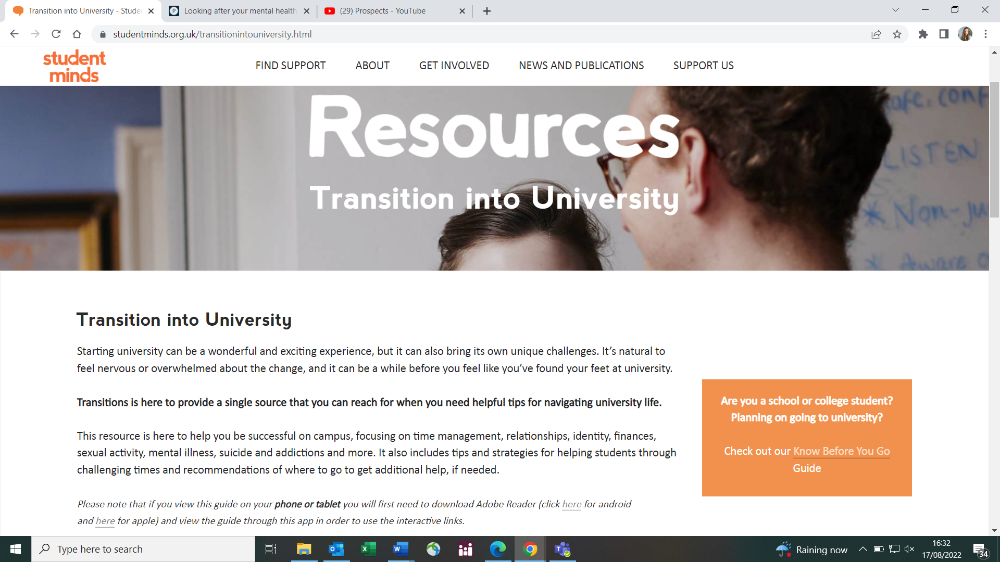 Transition into University - Stude
Looking after your mental health
(29) Prospects - YouTube
studentminds.org.uk/transitionintouniversity.html
student
minds
FIND SUPPORT
ABOUT
GET INVOLVED
NEWS AND PUBLICATIONS
SUPPORT US
Resources
Transition into University
afe, conf
LISTEN
* Non-ju
* Aware o
Transition into University
Starting university can be a wonderful and exciting experience, but it can also bring its own unique challenges. It’s natural to
feel nervous or overwhelmed about the change, and it can be a while before you feel like you’ve found your feet at university.
Transitions is here to provide a single source that you can reach for when you need helpful tips for navigating university life.
This resource is here to help you be successful on campus, focusing on time management, relationships, identity, finances,
sexual activity, mental illness, suicide and addictions and more. It also includes tips and strategies for helping students through
challenging times and recommendations of where to go to get additional help, if needed.
Please note that if you view this guide on your phone or tablet you will first need to download Adobe Reader (click here for android
and here for apple) and view the guide through this app in order to use the interactive links.
Are you a school or college student?
Planning on going to university?
Check out our Know Before You Go
Guide
Type here to search
Raining now
16:32
17/08/2022
34